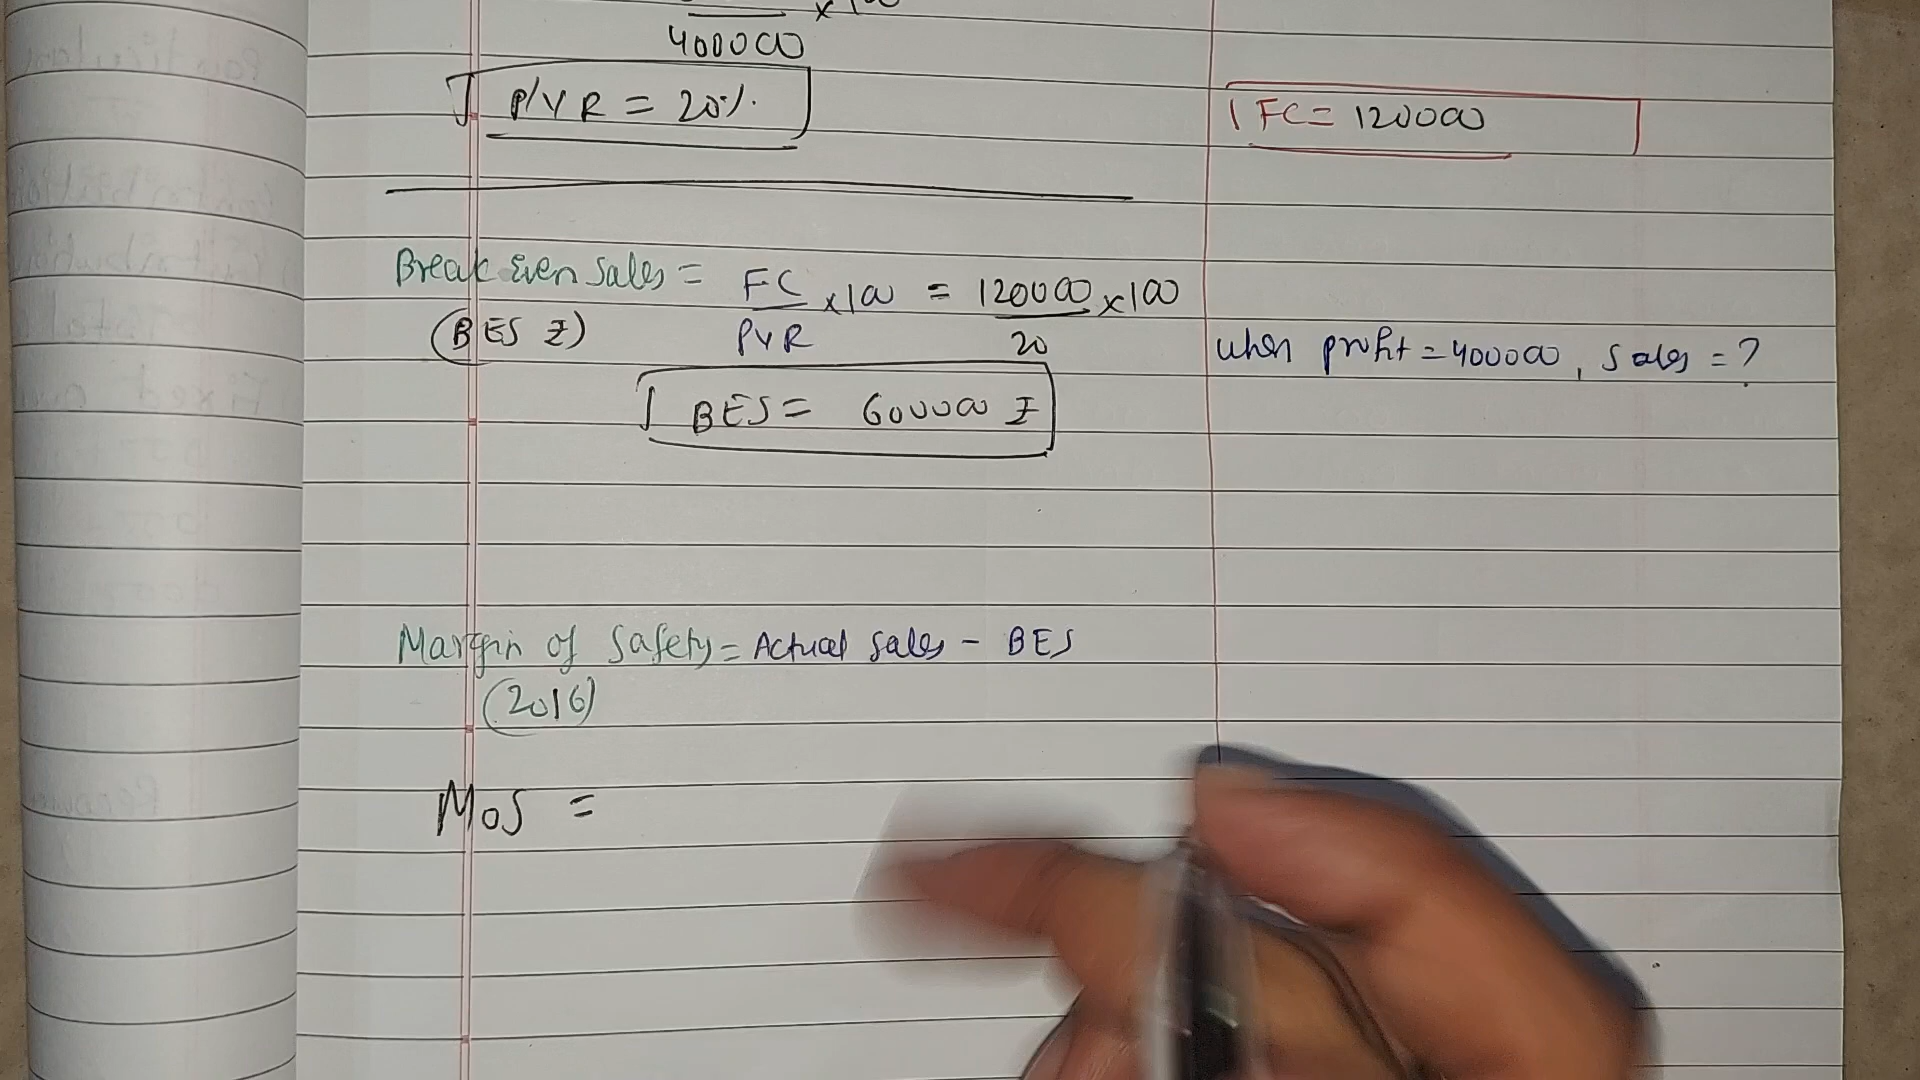 x100
400000
P/V R = 20%.
FC = 120000
Break Even Sales = FC x100 = 120000 x100
(BES ₹) PVR 20
when profit = 400000, Sales = ?
BES = 600000 ₹
Margin of Safety = Actual Sales - BES
(2016)
MOS =